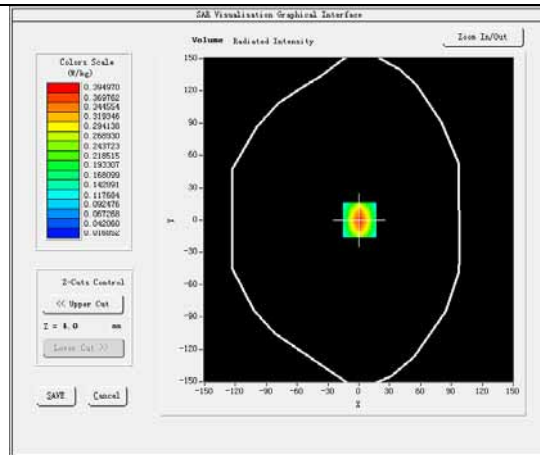 SAR Visualisation Graphical Interface
Volume Radiated Intensity
Zoom In/Out
Colors Scale
(W/kg)
0.394970
0.369762
0.344554
0.319346
0.294138
0.268930
0.243723
0.218515
0.193307
0.168099
0.142891
0.117684
0.092476
0.067268
0.042060
0.016852
Z-Cuts Control
<< Upper Cut
Z = 4.0 mm
Lower Cut >>
SAVE
Cancel
150
120
90
60
30
Y
0
-30
-60
-90
-120
-150
-150 -120 -90 -60 -30 0 30 60 90 120 150
X